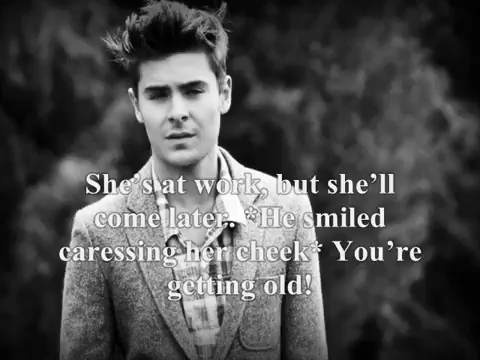 She's at work, but she'll
come later. *He smiled
caressing her cheek* You're
getting old!